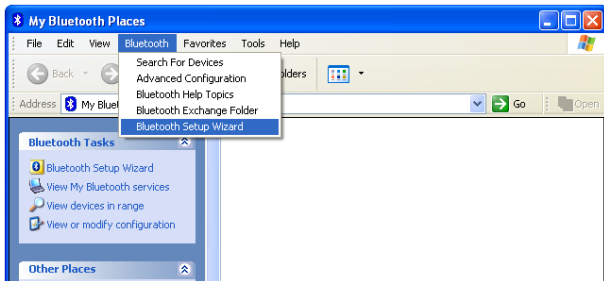 My Bluetooth Places
File Edit View Bluetooth Favorites Tools Help
Search For Devices
Advanced Configuration
Bluetooth Help Topics
Bluetooth Exchange Folder
Bluetooth Setup Wizard
Back
Address My Go Open
Bluetooth Tasks
Bluetooth Setup Wizard
View My Bluetooth services
View devices in range
View or modify configuration
Other Places